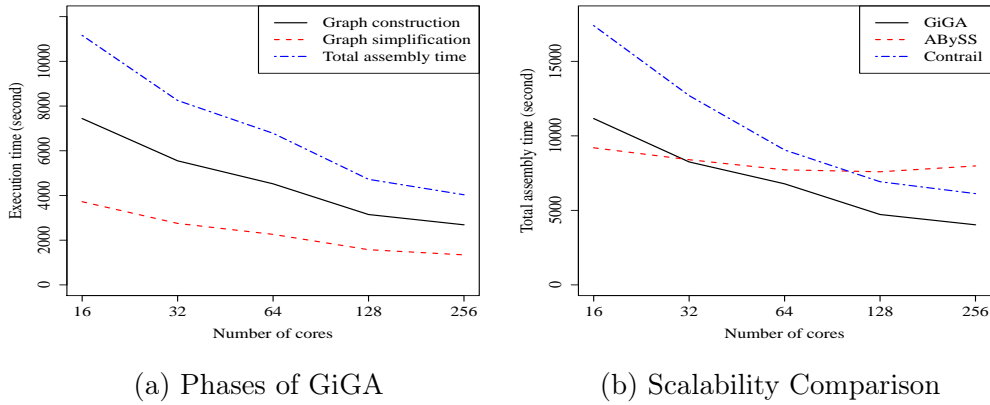 Graph construction
Graph simplification
Total assembly time
Execution time (second)
0
2000
4000
6000
8000
10000
16 32 64 128 256
Number of cores
(a) Phases of GiGA
GiGA
ABySS
Contrail
Total assembly time (second)
0
5000
10000
15000
16 32 64 128 256
Number of cores
(b) Scalability Comparison